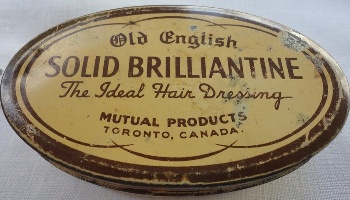 Old English
SOLID BRILLIANTINE
The Ideal Hair Dressing
MUTUAL PRODUCTS
TORONTO, CANADA.